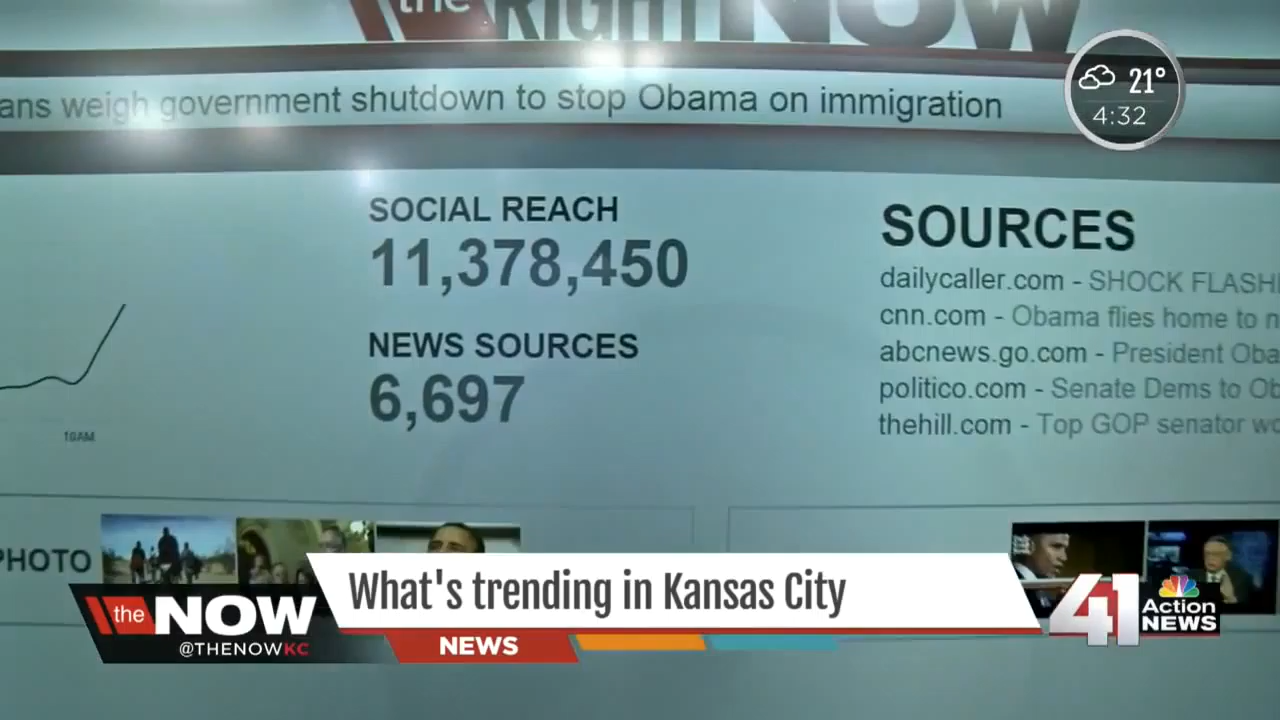 the RIGHT NOW
ans weigh government shutdown to stop Obama on immigration
21°
4:32
SOCIAL REACH
11,378,450
NEWS SOURCES
6,697
10AM
SOURCES
dailycaller.com - SHOCK FLASH
cnn.com - Obama flies home to n
abcnews.go.com - President Oba
politico.com - Senate Dems to Ob
thehill.com - Top GOP senator wo
PHOTO
What's trending in Kansas City
the NOW
@THENOWKC
NEWS
41 Action NEWS